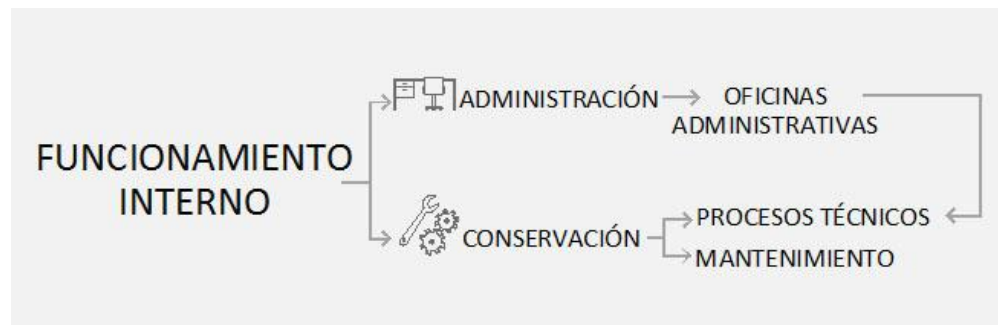 FUNCIONAMIENTO
INTERNO
ADMINISTRACIÓN
OFICINAS
ADMINISTRATIVAS
CONSERVACIÓN
PROCESOS TÉCNICOS
MANTENIMIENTO